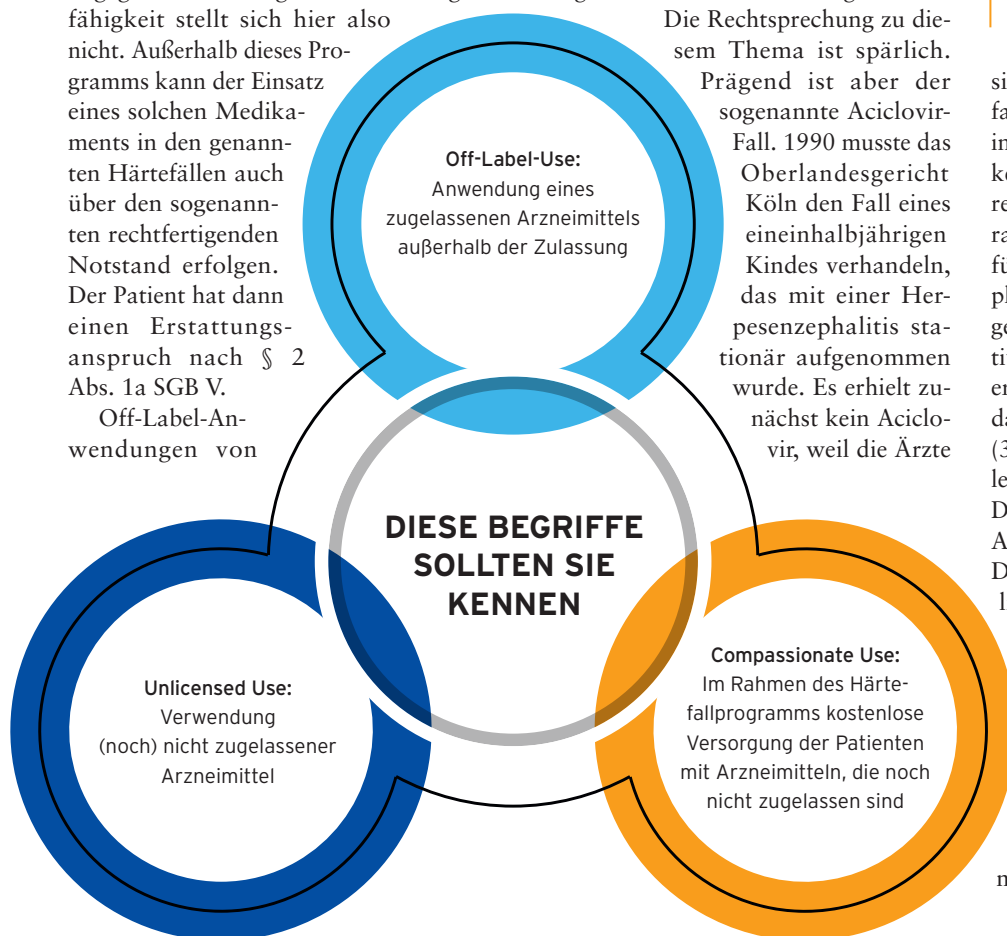 fähigkeit stellt sich hier also
nicht. Außerhalb dieses Pro-
gramms kann der Einsatz
eines solchen Medika-
ments in den genann-
ten Härtefällen auch
über den sogenann-
ten rechtfertigenden
Notstand erfolgen.
Der Patient hat dann
einen Erstattungs-
anspruch nach § 2
Abs. 1a SGB V.
Off-Label-An-
wendungen von
Die Rechtsprechung zu die-
sem Thema ist spärlich.
Prägend ist aber der
sogenannte Aciclovir-
Fall. 1990 musste das
Oberlandesgericht
Köln den Fall eines
eineinhalbjährigen
Kindes verhandeln,
das mit einer Her-
pesenzephalitis sta-
tionär aufgenommen
wurde. Es erhielt zu-
nächst kein Aciclo-
vir, weil die Ärzte
Off-Label-Use:
Anwendung eines
zugelassenen Arzneimittels
außerhalb der Zulassung
DIESE BEGRIFFE
SOLLTEN SIE
KENNEN
Unlicensed Use:
Verwendung
(noch) nicht zugelassener
Arzneimittel
Compassionate Use:
Im Rahmen des Härte-
fallprogramms kostenlose
Versorgung der Patienten
mit Arzneimitteln, die noch
nicht zugelassen sind